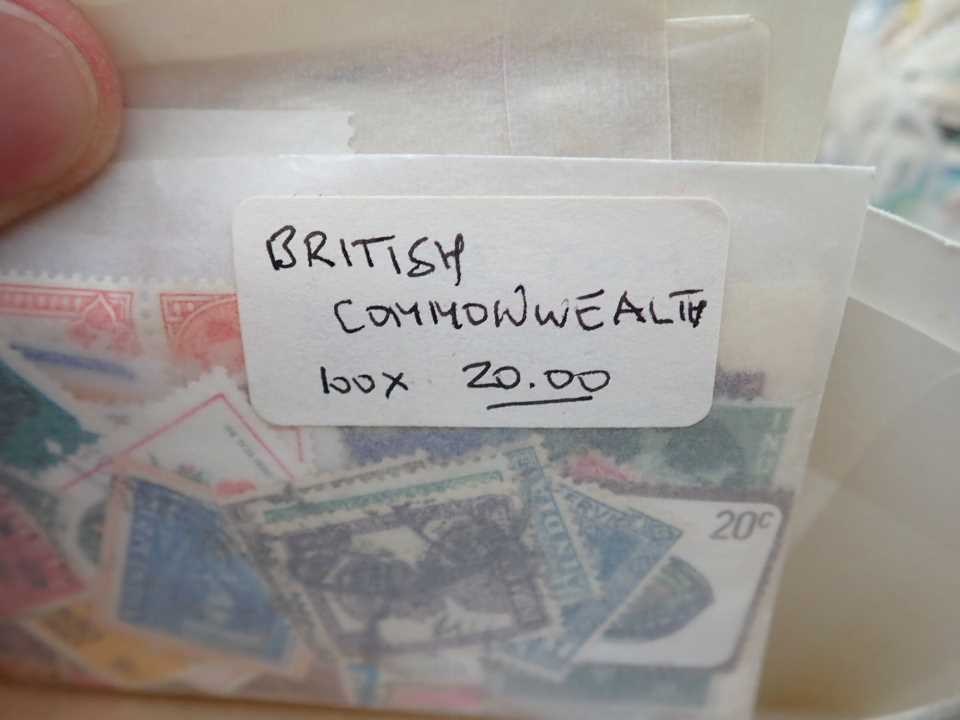 BRITISH
COMMONWEALTH
100x 20.00
20c